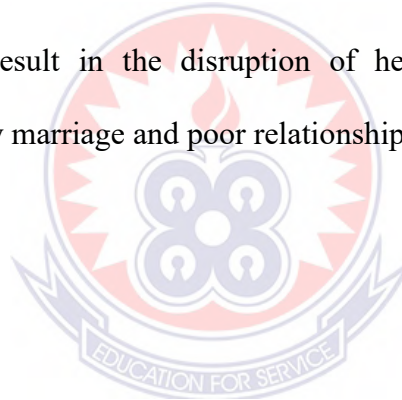 esult in the disruption of he
marriage and poor relationship
EDUCATION FOR SERVICE